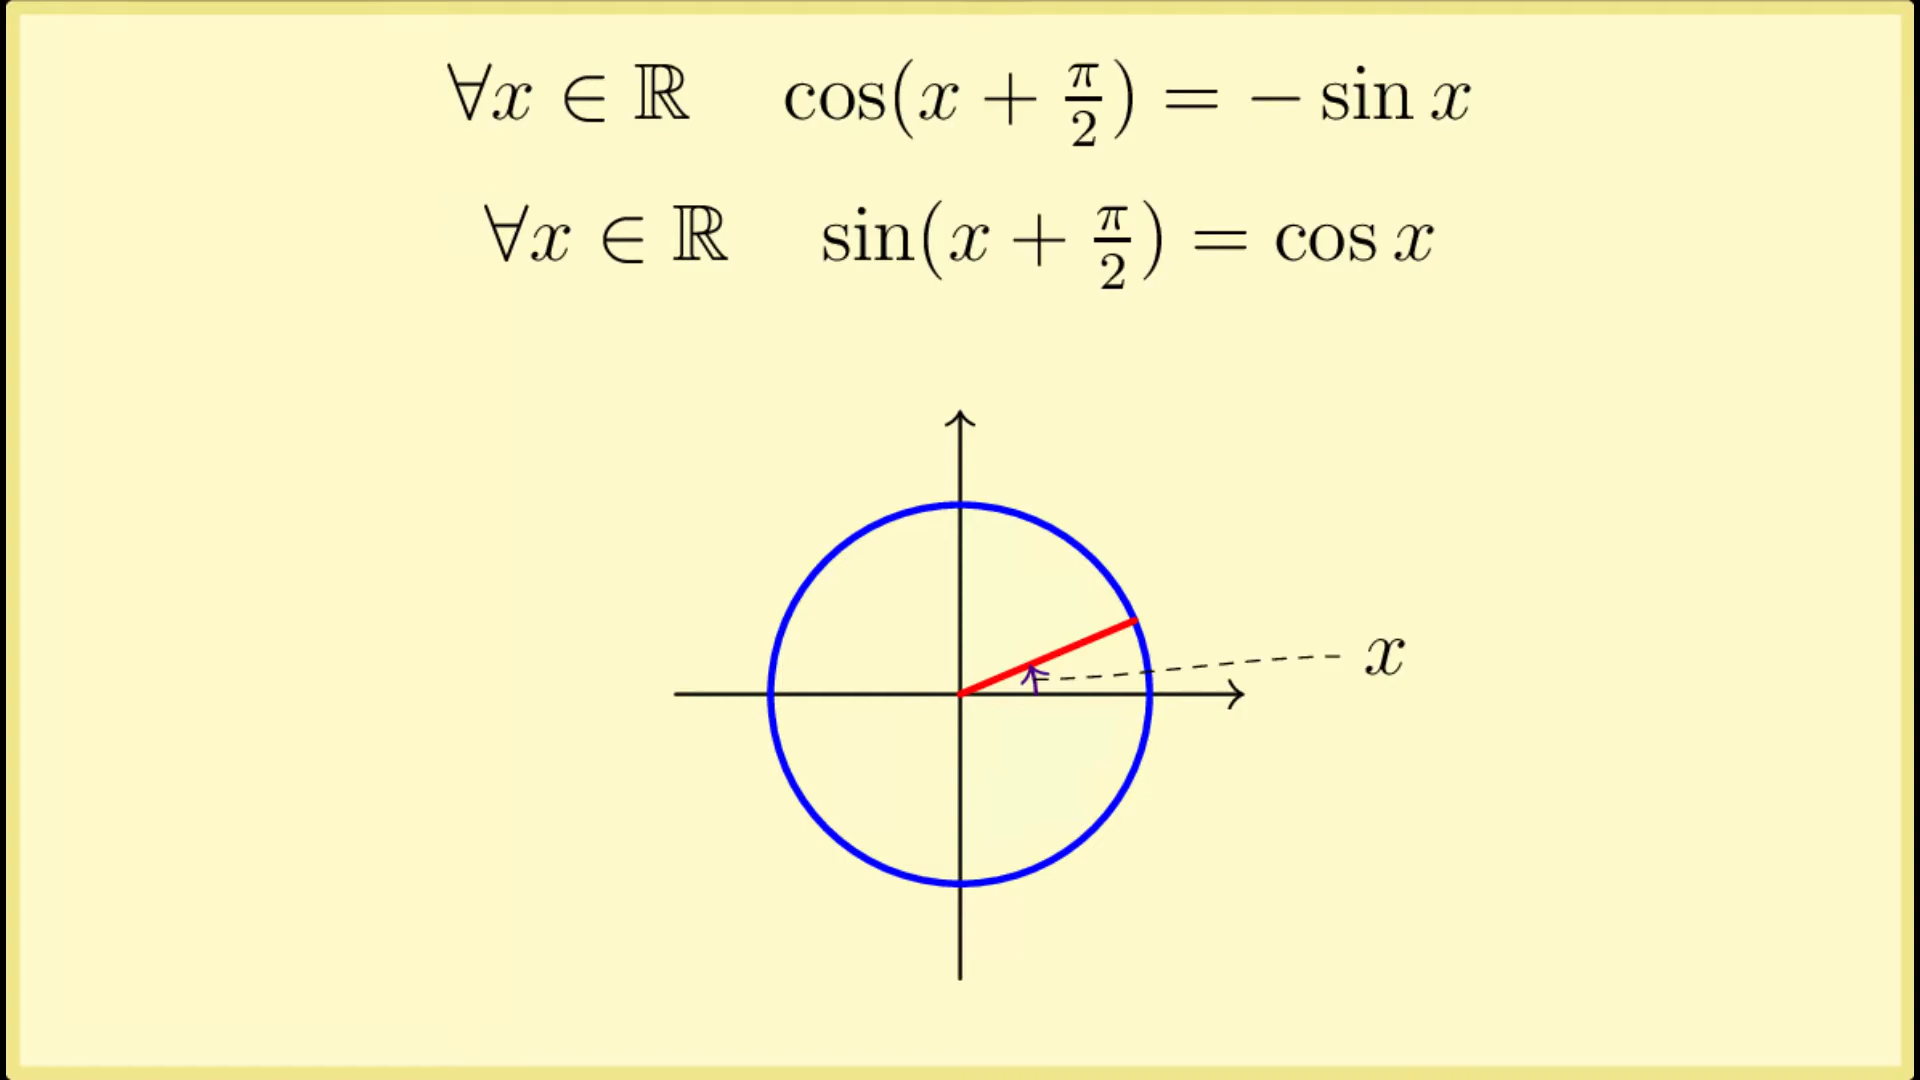 ∀x ∈ ℝ cos(x + π/2) = − sin x
∀x ∈ ℝ sin(x + π/2) = cos x
x